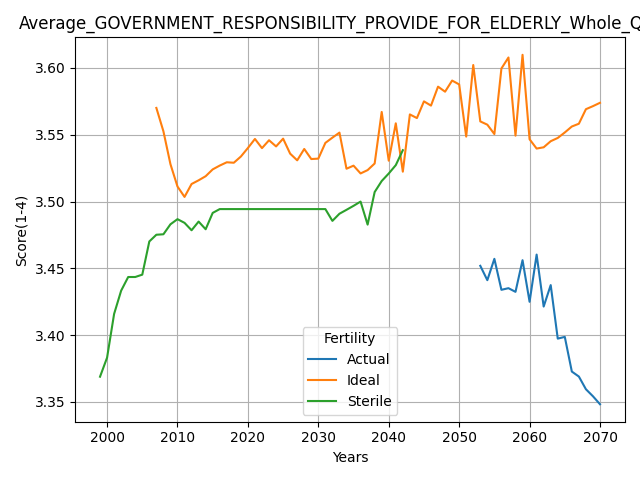 Average_GOVERNMENT_RESPONSIBILITY_PROVIDE_FOR_ELDERLY_Whole_Q
Score(1-4)
3.60
3.55
3.50
3.45
3.40
3.35
Fertility
Actual
Ideal
Sterile
2000 2010 2020 2030 2040 2050 2060 2070
Years